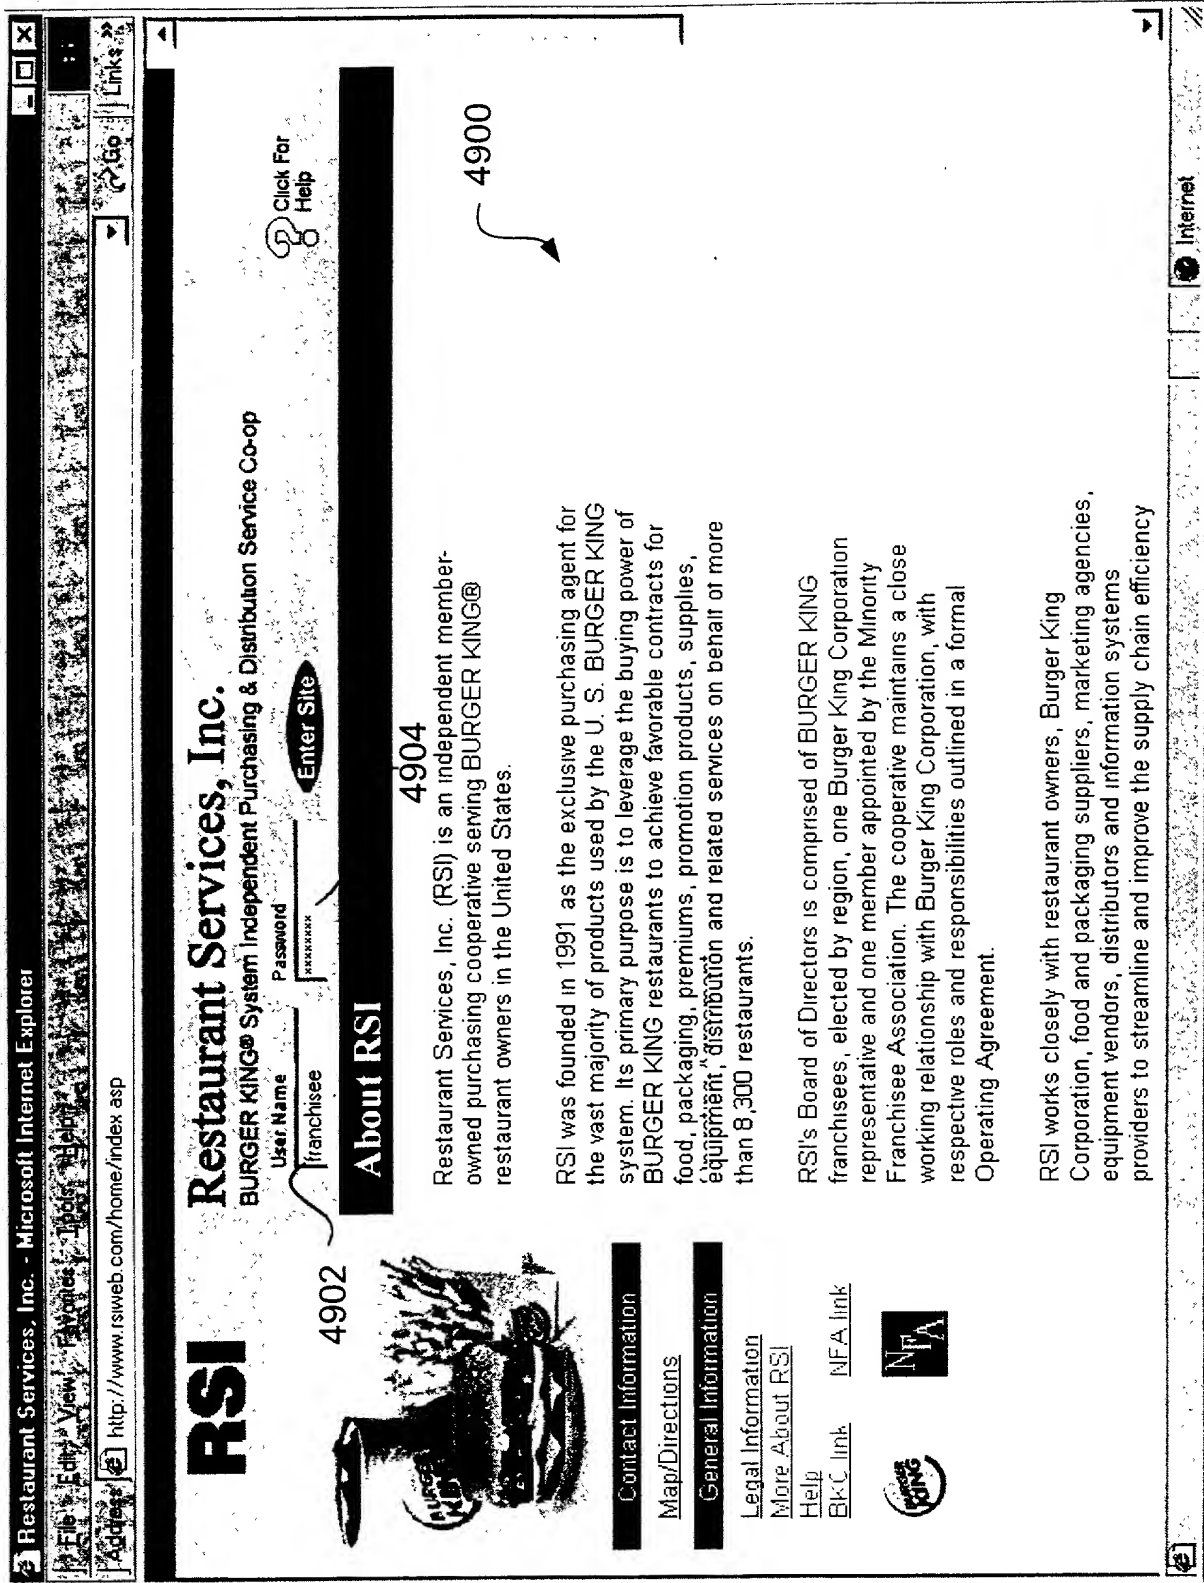 Restaurant Services, Inc. - Microsoft Internet Explorer
File Edit View Favorites Tools Help
Address http://www.rsiweb.com/home/index asp
Go
Links »
RSI
Restaurant Services, Inc.
BURGER KING® System Independent Purchasing & Distribution Service Co-op
User Name
Password
franchisee
xxxxxxxx
Enter Site
Click For
Help
4902
4904
4900
About RSI
Restaurant Services, Inc. (RSI) is an independent member-
owned purchasing cooperative serving BURGER KING®
restaurant owners in the United States.
RSI was founded in 1991 as the exclusive purchasing agent for
the vast majority of products used by the U. S. BURGER KING
system. Its primary purpose is to leverage the buying power of
BURGER KING restaurants to achieve favorable contracts for
food, packaging, premiums, promotion products, supplies,
equipment, distribution and related services on behalf of more
than 8,300 restaurants.
RSI's Board of Directors is comprised of BURGER KING
franchisees, elected by region, one Burger King Corporation
representative and one member appointed by the Minority
Franchisee Association. The cooperative maintains a close
working relationship with Burger King Corporation, with
respective roles and responsibilities outlined in a formal
Operating Agreement.
RSI works closely with restaurant owners, Burger King
Corporation, food and packaging suppliers, marketing agencies,
equipment vendors, distributors and information systems
providers to streamline and improve the supply chain efficiency
Contact Information
Map/Directions
General Information
Legal Information
More About RSI
Help
BKC link NFA link
BURGER
KING
NFA
Internet